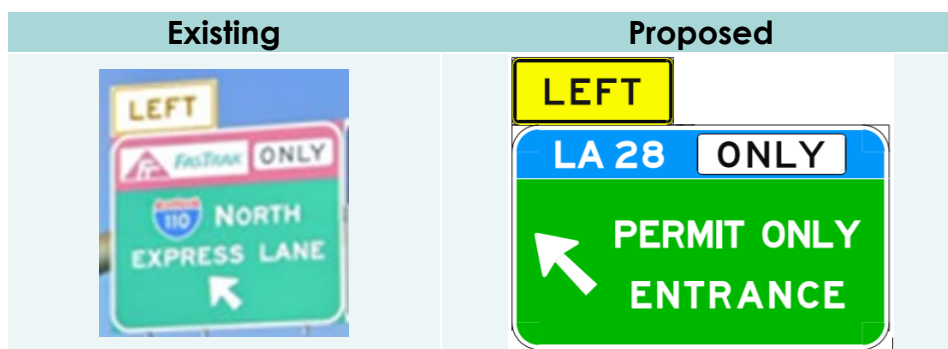 Existing
Proposed
LEFT
FASTRAK ONLY
110 NORTH
EXPRESS LANE
LEFT
LA 28 ONLY
PERMIT ONLY
ENTRANCE